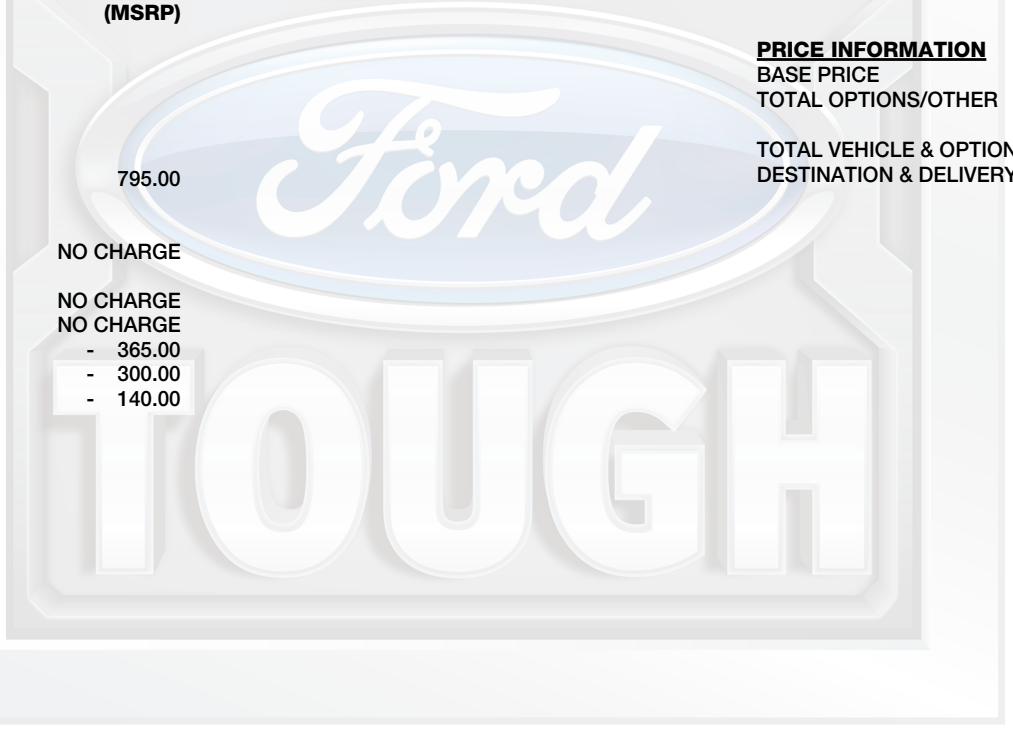 (MSRP)
795.00
NO CHARGE
NO CHARGE
NO CHARGE
- 365.00
- 300.00
- 140.00
PRICE INFORMATION
BASE PRICE
TOTAL OPTIONS/OTHER
TOTAL VEHICLE & OPTION
DESTINATION & DELIVERY
Ford
TOUGH